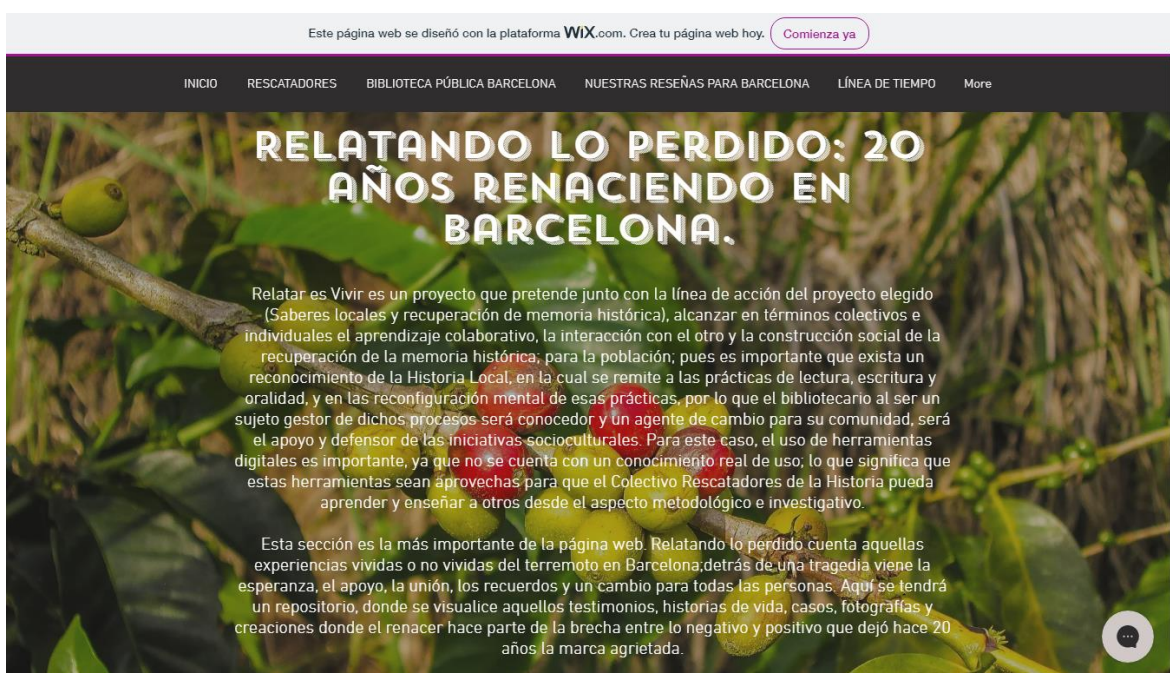 Este página web se diseñó con la plataforma WiX.com. Crea tu página web hoy. Comienza ya
INICIO RESCATADORES BIBLIOTECA PÚBLICA BARCELONA NUESTRAS RESEÑAS PARA BARCELONA LÍNEA DE TIEMPO More
RELATANDO LO PERDIDO: 20
AÑOS RENACIENDO EN
BARCELONA.
Relatar es Vivir es un proyecto que pretende junto con la línea de acción del proyecto elegido
(Saberes locales y recuperación de memoria histórica), alcanzar en términos colectivos e
individuales el aprendizaje colaborativo, la interacción con el otro y la construcción social de la
recuperación de la memoria histórica; para la población; pues es importante que exista un
reconocimiento de la Historia Local, en la cual se remite a las prácticas de lectura, escritura y
oralidad, y en las reconfiguración mental de esas prácticas, por lo que el bibliotecario al ser un
sujeto gestor de dichos procesos será conocedor y un agente de cambio para su comunidad, será
el apoyo y defensor de las iniciativas socioculturales. Para este caso, el uso de herramientas
digitales es importante, ya que no se cuenta con un conocimiento real de uso; lo que significa que
estas herramientas sean aprovechas para que el Colectivo Rescatadores de la Historia pueda
aprender y enseñar a otros desde el aspecto metodológico e investigativo.
Esta sección es la más importante de la página web. Relatando lo perdido cuenta aquellas
experiencias vividas o no vividas del terremoto en Barcelona;detrás de una tragedia viene la
esperanza, el apoyo, la unión, los recuerdos y un cambio para todas las personas. Aquí se tendrá
un repositorio, donde se visualice aquellos testimonios, historias de vida, casos, fotografías y
creaciones donde el renacer hace parte de la brecha entre lo negativo y positivo que dejó hace 20
años la marca agrietada.